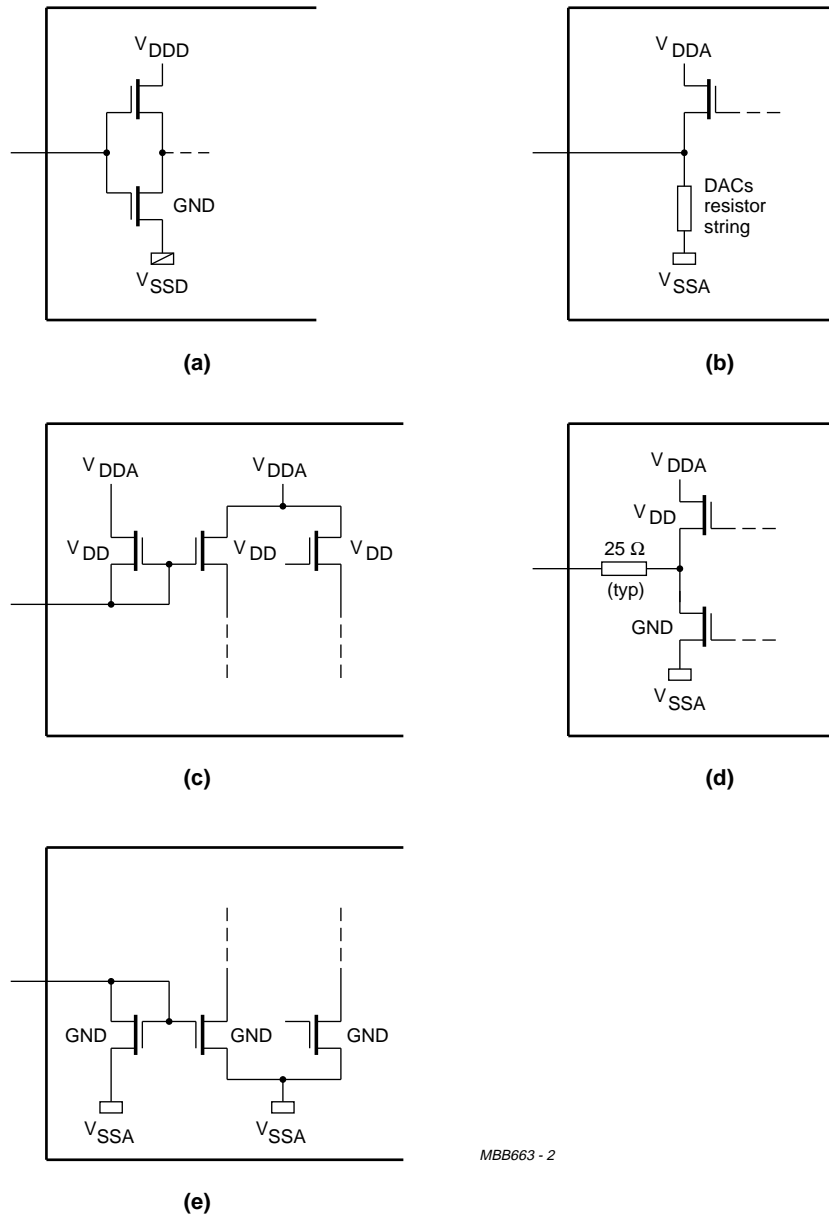 V DDD
GND
V SSD
(a)
V DDA
DACs
resistor
string
V SSA
(b)
V DDA
V DDA
V DD
V DD
V DD
(c)
V DDA
V DD
25 Ω
(typ)
GND
V SSA
(d)
GND
GND
GND
V SSA
V SSA
MBB663 - 2
(e)